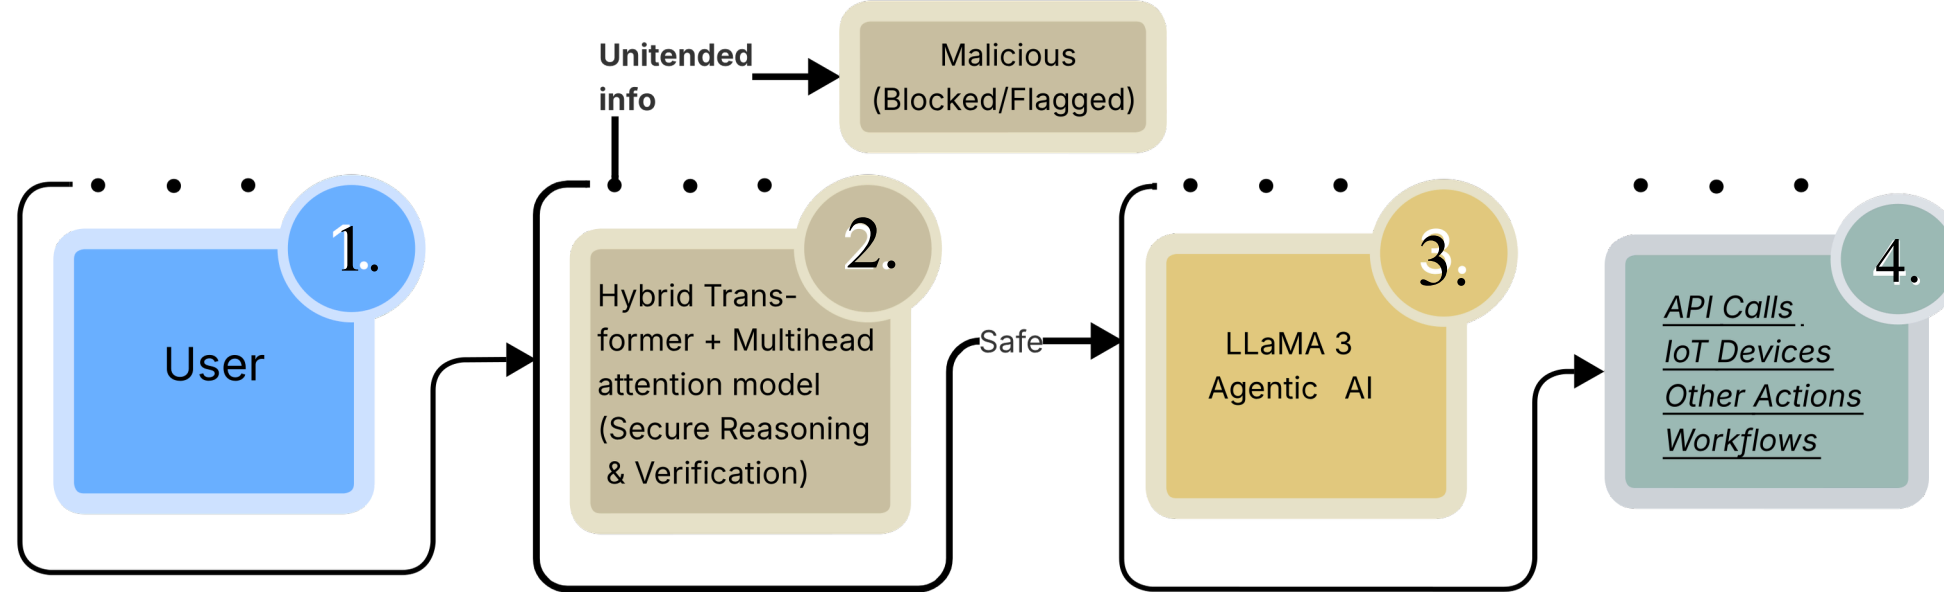 Unitended
info
Malicious
(Blocked/Flagged)
1.
User
2.
Hybrid Trans-
former + Multihead
attention model
(Secure Reasoning
& Verification)
Safe
3.
LLaMA 3
Agentic AI
4.
API Calls .
IoT Devices
Other Actions
Workflows